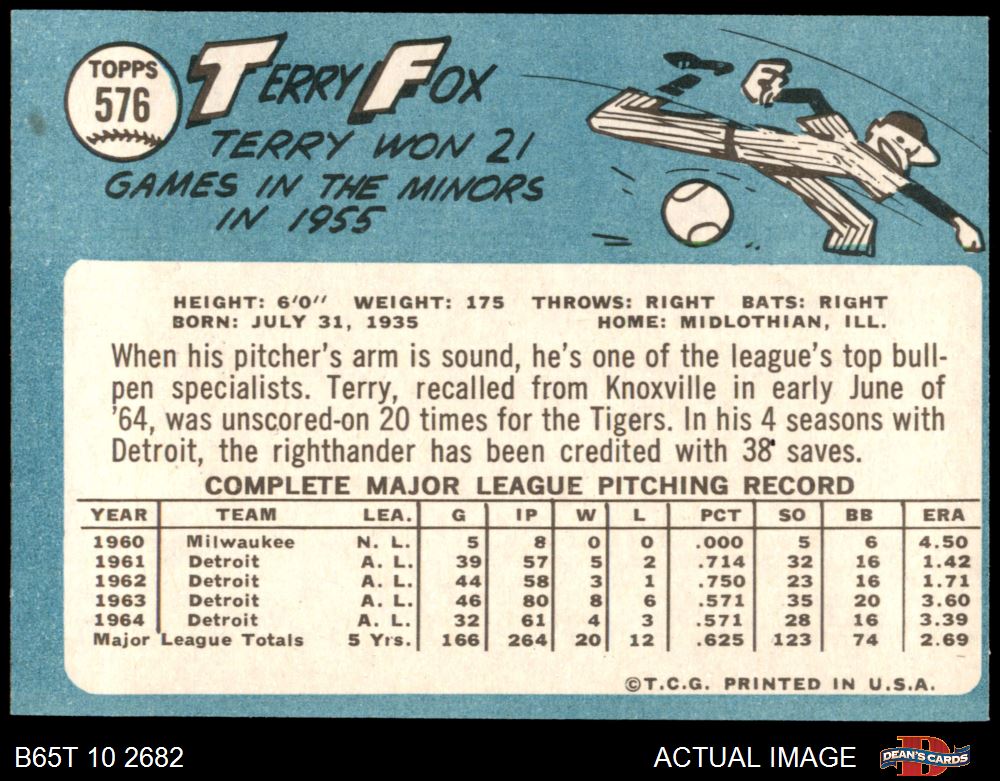 TOPPS
576
TERRY FOX
TERRY WON 21
GAMES IN THE MINORS
IN 1955
HEIGHT: 6'0" WEIGHT: 175 THROWS: RIGHT BATS: RIGHT
BORN: JULY 31, 1935 HOME: MIDLOTHIAN, ILL.
When his pitcher's arm is sound, he's one of the league's top bull-
pen specialists. Terry, recalled from Knoxville in early June of
'64, was unscored-on 20 times for the Tigers. In his 4 seasons with
Detroit, the righthander has been credited with 38 saves.
COMPLETE MAJOR LEAGUE PITCHING RECORD
YEAR TEAM LEA. G IP W L PCT SO BB ERA
1960 Milwaukee N. L. 5 8 0 0 .000 5 6 4.50
1961 Detroit A. L. 39 57 5 2 .714 32 16 1.42
1962 Detroit A. L. 44 58 3 1 .750 23 16 1.71
1963 Detroit A. L. 46 80 8 6 .571 35 20 3.60
1964 Detroit A. L. 32 61 4 3 .571 28 16 3.39
Major League Totals 5 Yrs. 166 264 20 12 .625 123 74 2.69
©T.C.G. PRINTED IN U.S.A.
B65T 10 2682 ACTUAL IMAGE DEAN'S CARDS